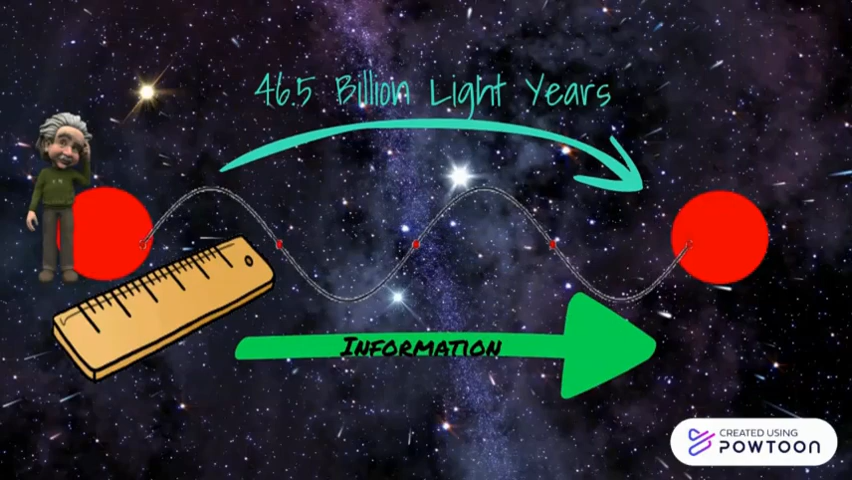 46.5 Billion Light Years
INFORMATION
CREATED USING
POWTOON